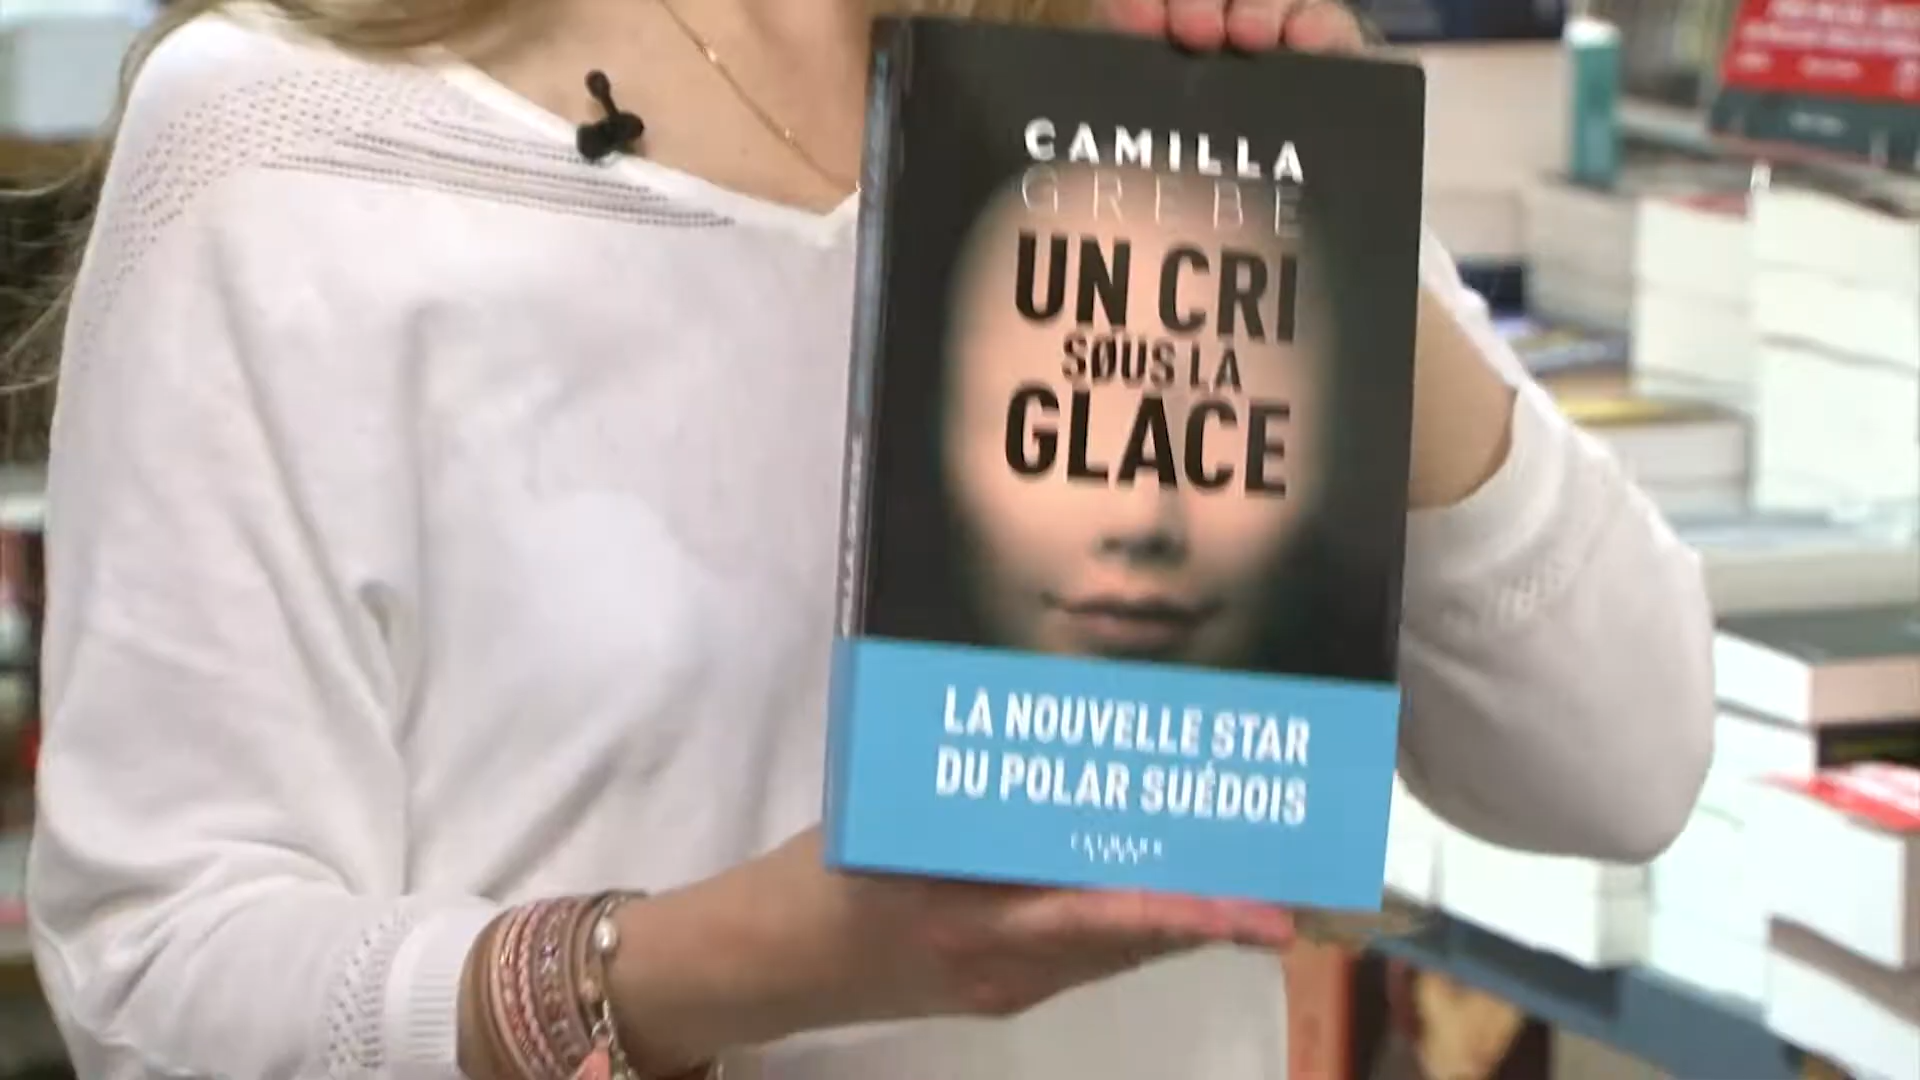 CAMILLA
GREBE
UN CRI
SØUS LA
GLACE
LA NOUVELLE STAR
DU POLAR SUÉDOIS